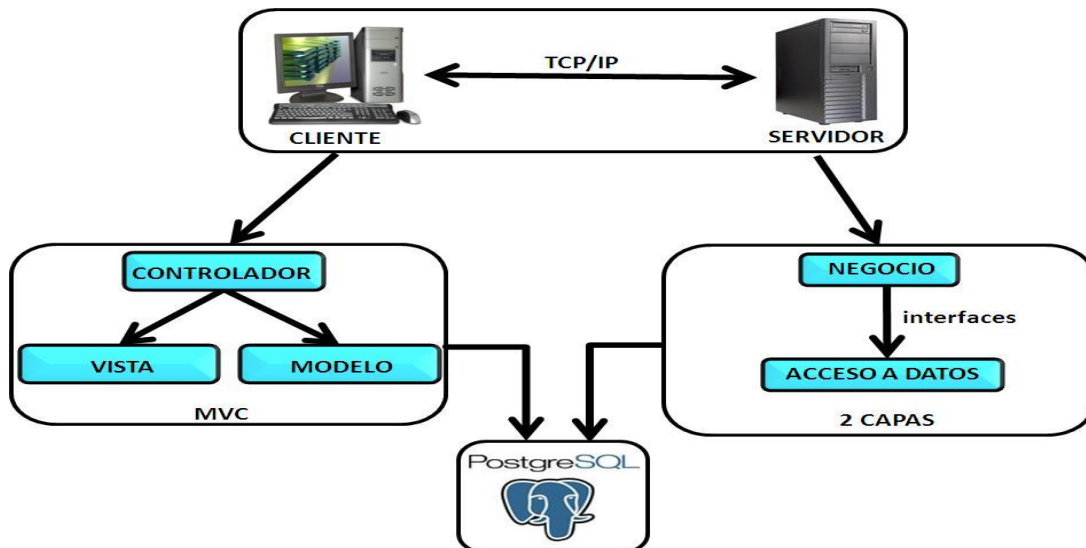 TCP/IP
CLIENTE
SERVIDOR
CONTROLADOR
VISTA
MODELO
MVC
NEGOCIO
interfaces
ACCESO A DATOS
2 CAPAS
PostgreSQL